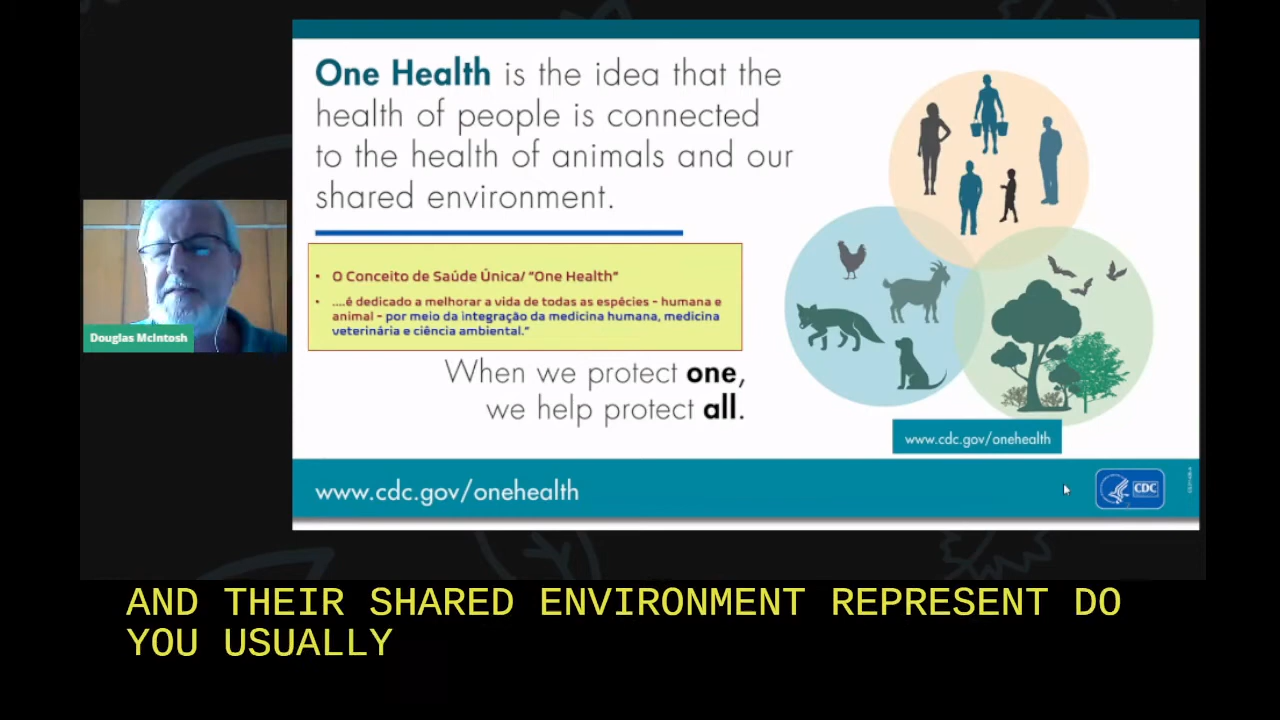 One Health is the idea that the
health of people is connected
to the health of animals and our
shared environment.
• O Conceito de Saúde Única/ "One Health"
• ....é dedicado a melhorar a vida de todas as espécies - humana e
animal - por meio da integração da medicina humana, medicina
veterinária e ciência ambiental."
When we protect one,
we help protect all.
www.cdc.gov/onehealth
www.cdc.gov/onehealth
CDC
Douglas McIntosh
AND THEIR SHARED ENVIRONMENT REPRESENT DO
YOU USUALLY